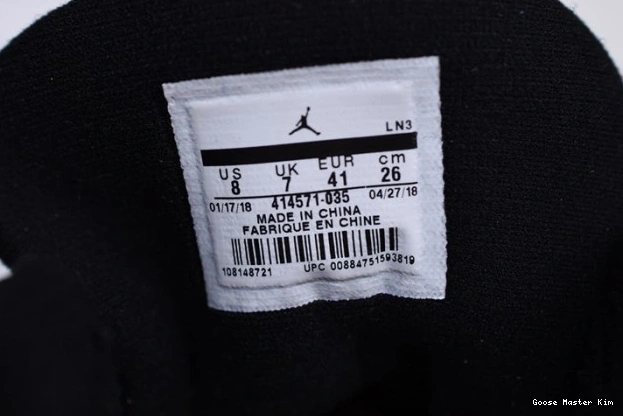 LN3
US UK EUR cm
8 7 41 26
01/17/18 414571-035 04/27/18
MADE IN CHINA
FABRIQUE EN CHINE
108148721 UPC 00884751593819
Goose Master Kim